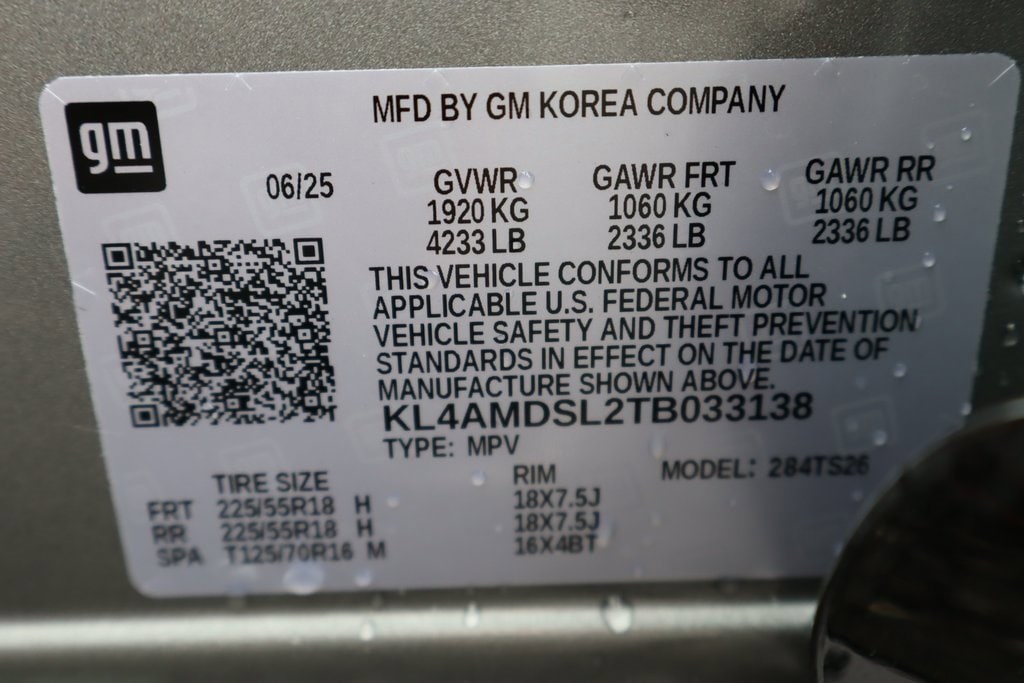 gm
MFD BY GM KOREA COMPANY
06/25
GVWR GAWR FRT GAWR RR
1920 KG 1060 KG 1060 KG
4233 LB 2336 LB 2336 LB
THIS VEHICLE CONFORMS TO ALL
APPLICABLE U.S. FEDERAL MOTOR
VEHICLE SAFETY AND THEFT PREVENTION
STANDARDS IN EFFECT ON THE DATE OF
MANUFACTURE SHOWN ABOVE.
KL4AMDSL2TB033138
TYPE: MPV
MODEL: 284TS26
TIRE SIZE RIM
FRT 225/55R18 H 18X7.5J
RR 225/55R18 H 18X7.5J
SPA T125/70R16 M 16X4BT